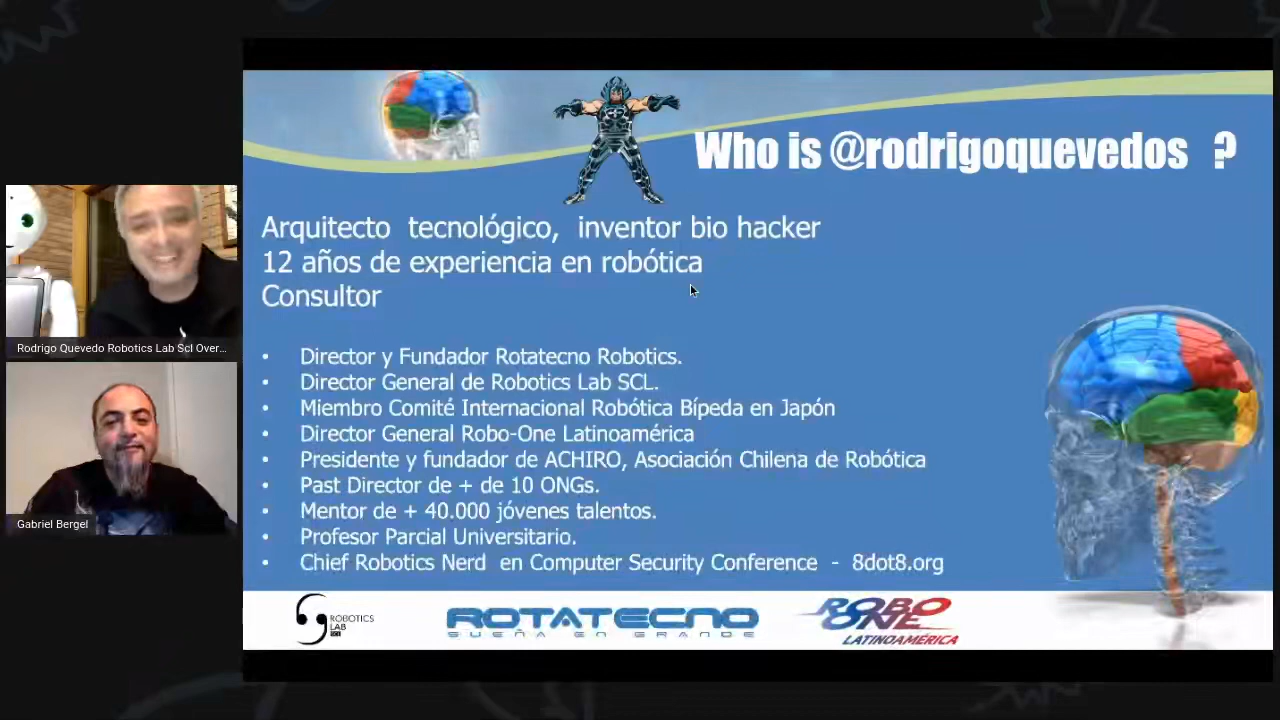 Who is @rodrigoquevedos ?
Arquitecto tecnológico, inventor bio hacker
12 años de experiencia en robótica
Consultor
• Director y Fundador Rotatecno Robotics.
• Director General de Robotics Lab SCL.
• Miembro Comité Internacional Robótica Bípeda en Japón
• Director General Robo-One Latinoamérica
• Presidente y fundador de ACHIRO, Asociación Chilena de Robótica
• Past Director de + de 10 ONGs.
• Mentor de + 40.000 jóvenes talentos.
• Profesor Parcial Universitario.
• Chief Robotics Nerd en Computer Security Conference - 8dot8.org
ROBOTICS
LAB
SCL
ROTATECNO
SUEÑA EN GRANDE
ROBO
ONE
LATINOAMÉRICA
Rodrigo Quevedo Robotics Lab Scl Over...
Gabriel Bergel